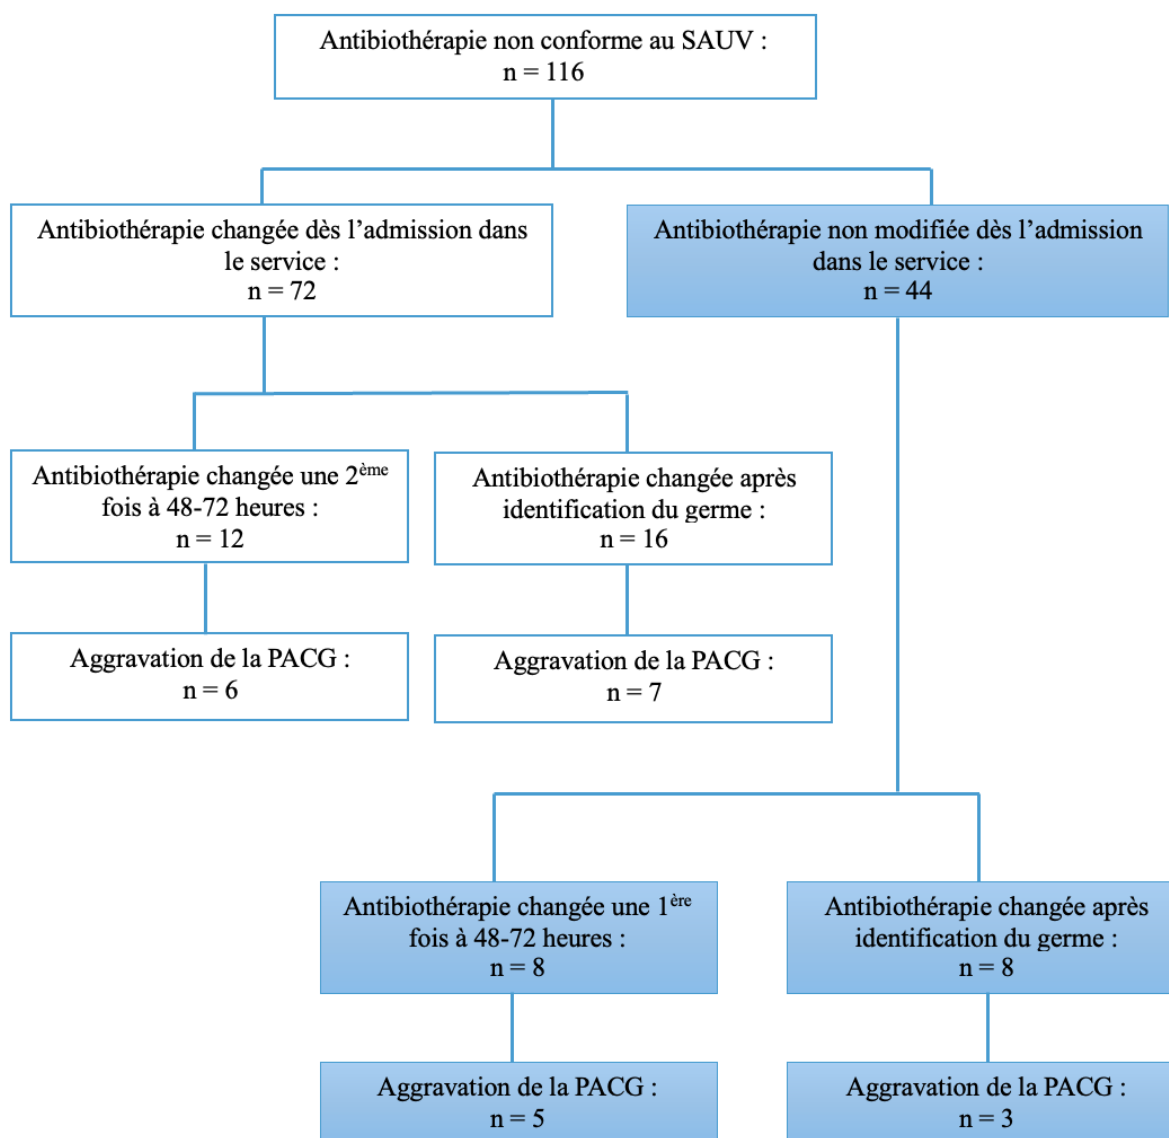 Antibiothérapie non conforme au SAUV :
n = 116
Antibiothérapie changée dès l’admission dans
le service :
n = 72
Antibiothérapie non modifiée dès l’admission
dans le service :
n = 44
Antibiothérapie changée une 2ème
fois à 48-72 heures :
n = 12
Antibiothérapie changée après
identification du germe :
n = 16
Aggravation de la PACG :
n = 6
Aggravation de la PACG :
n = 7
Antibiothérapie changée une 1ère
fois à 48-72 heures :
n = 8
Antibiothérapie changée après
identification du germe :
n = 8
Aggravation de la PACG :
n = 5
Aggravation de la PACG :
n = 3